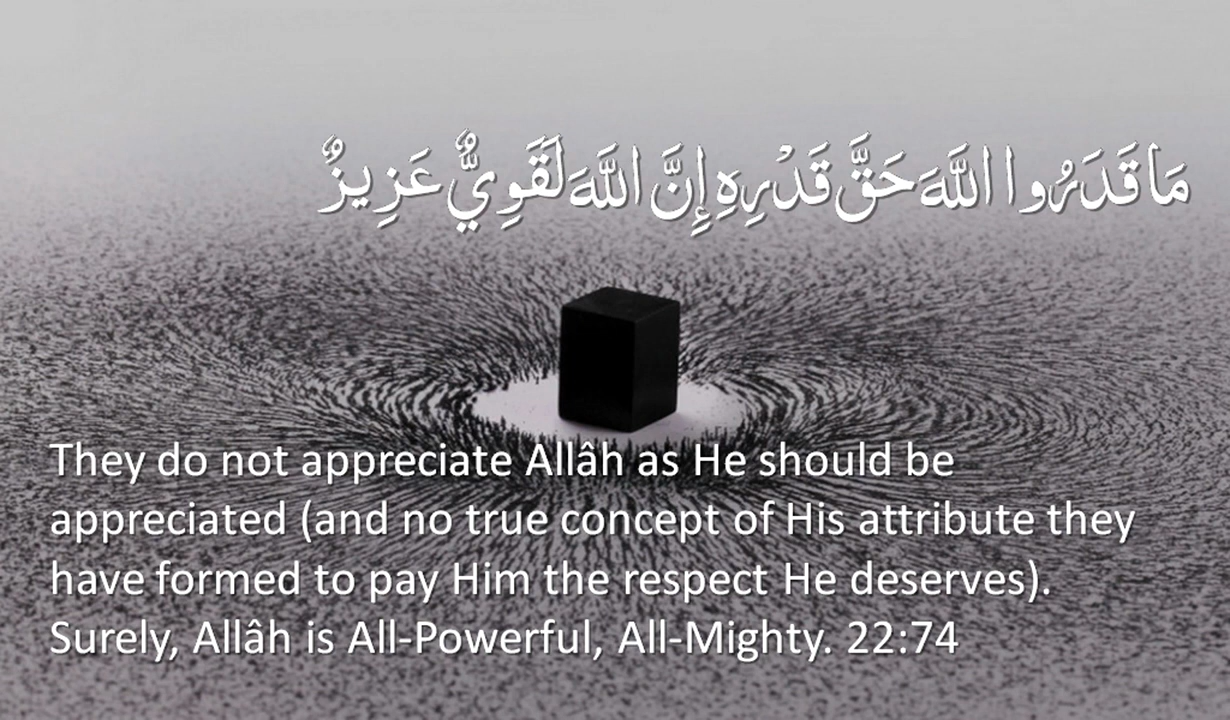 مَا قَدَرُوا اللَّهَ حَقَّ قَدْرِهِ إِنَّ اللَّهَ لَقَوِيٌّ عَزِيزٌ
They do not appreciate Allâh as He should be
appreciated (and no true concept of His attribute they
have formed to pay Him the respect He deserves).
Surely, Allâh is All-Powerful, All-Mighty. 22:74